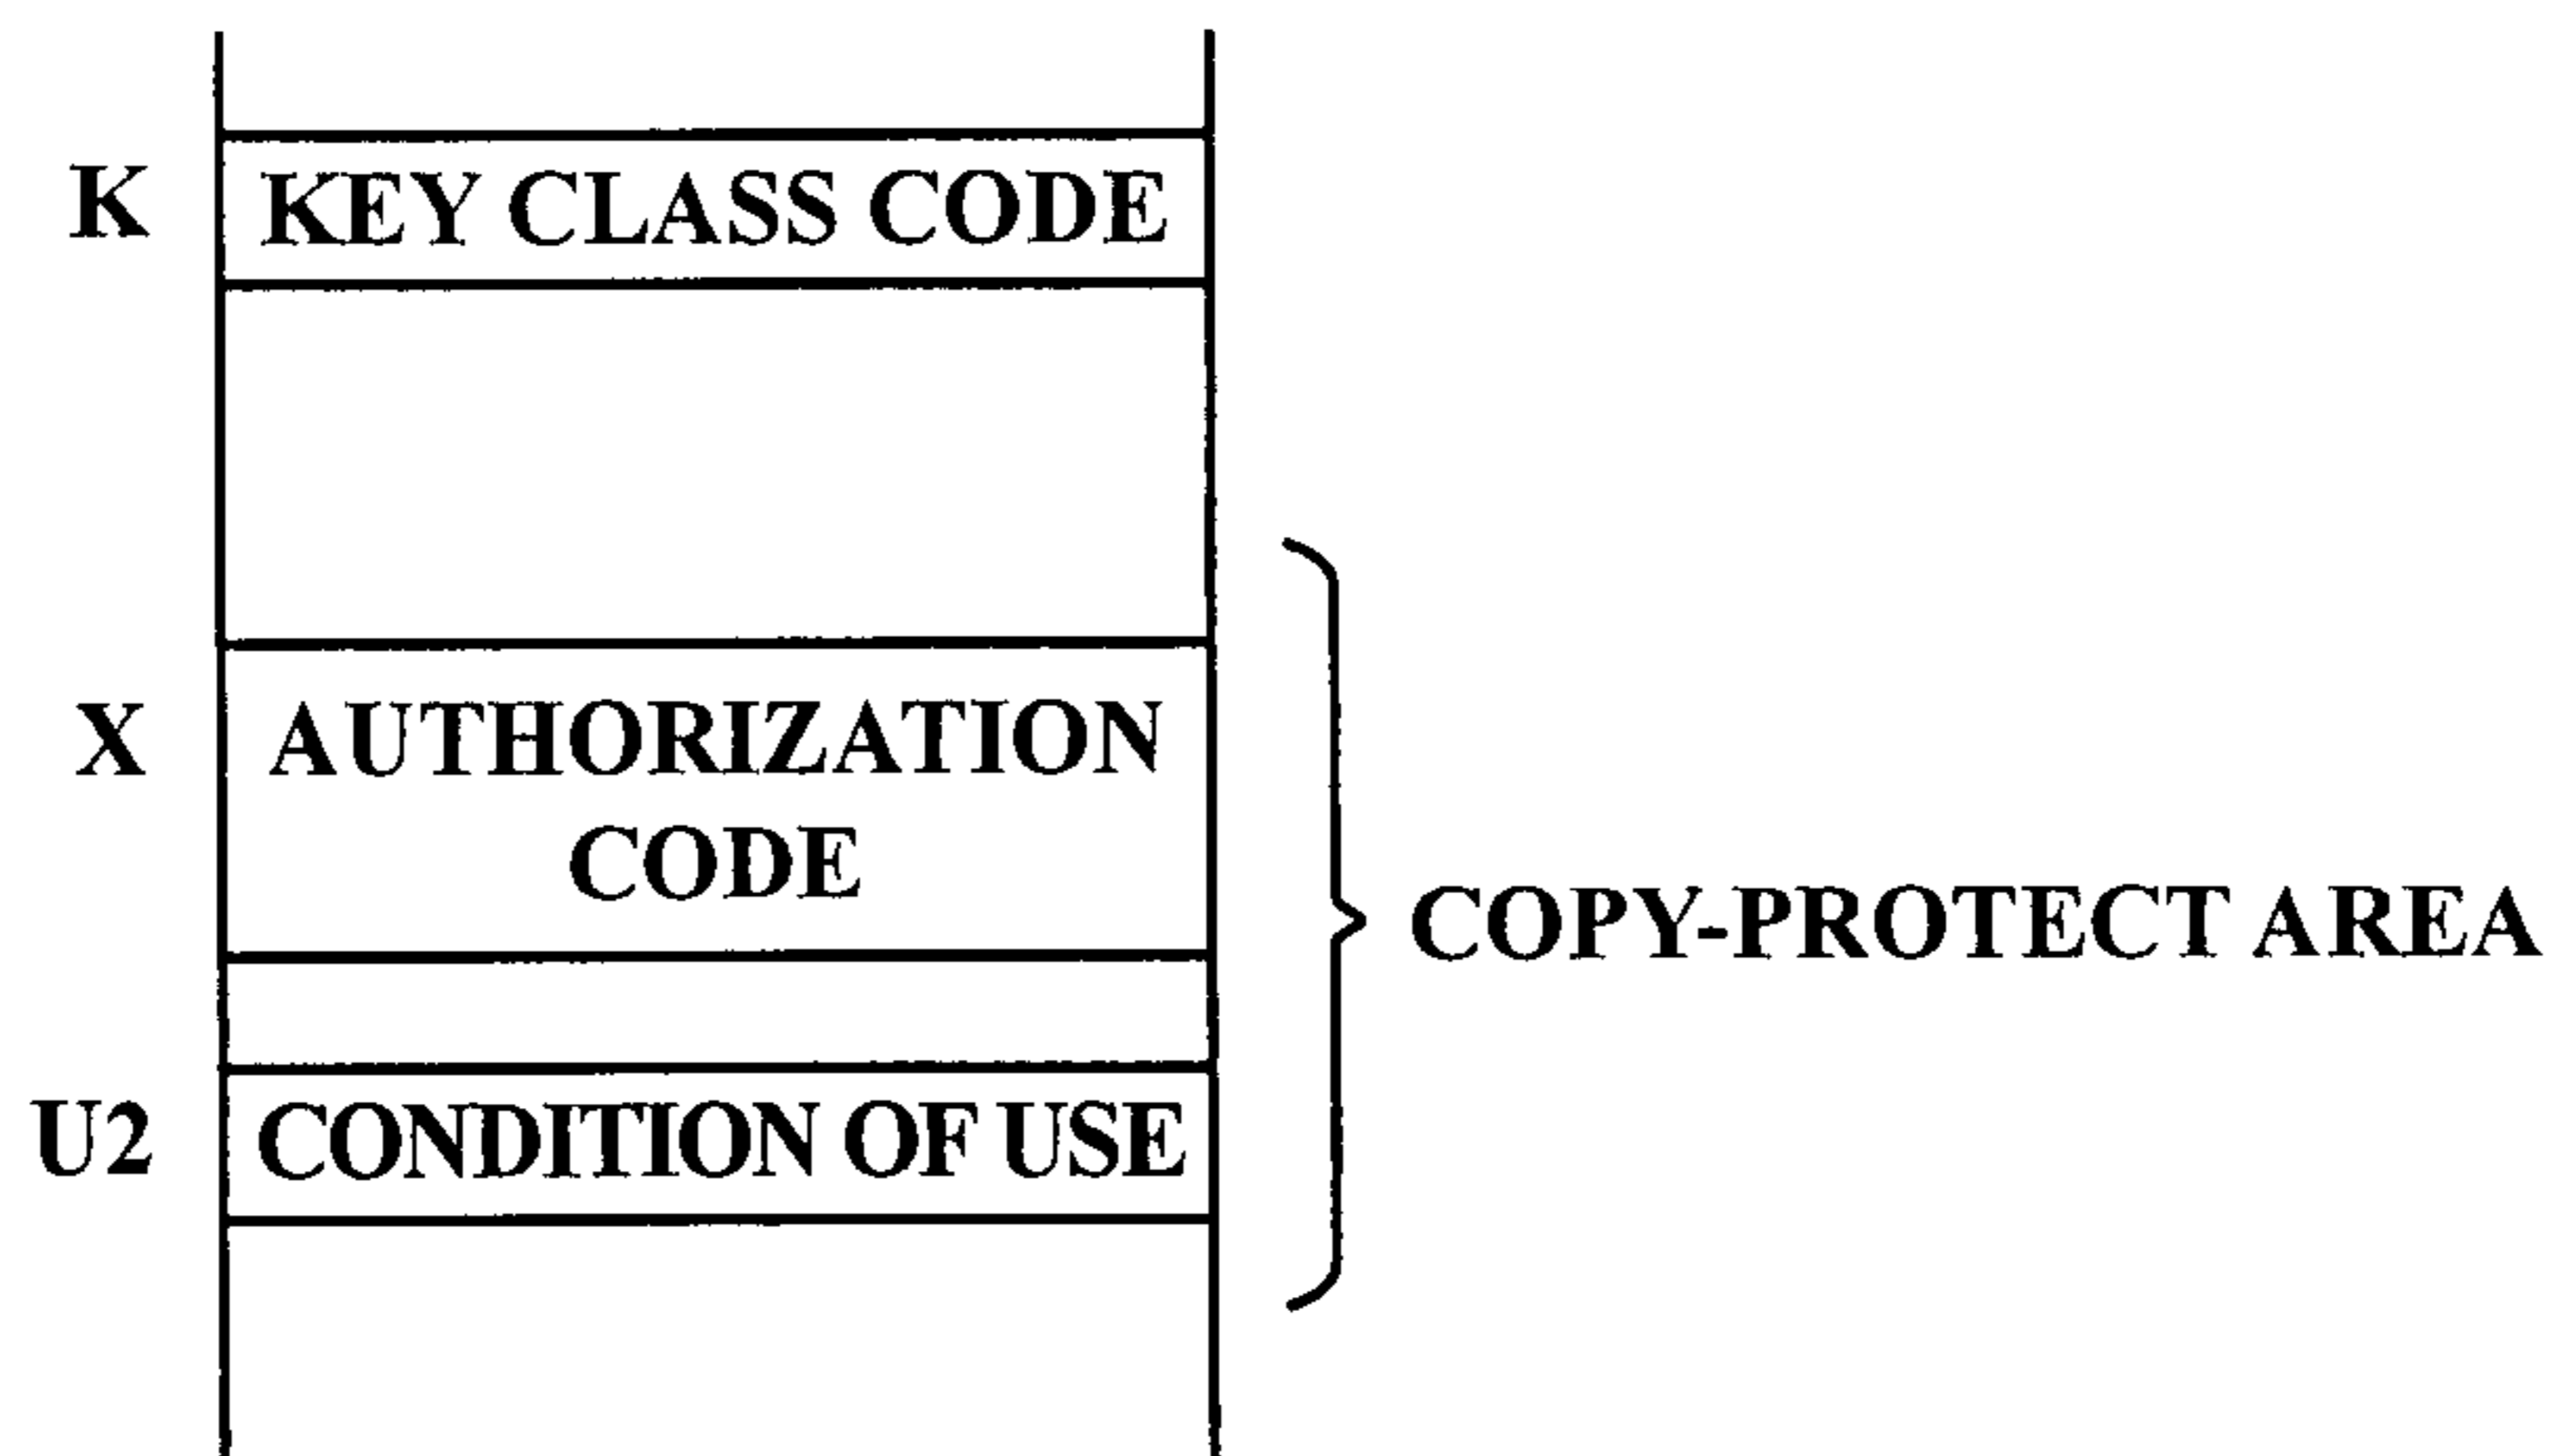 K KEY CLASS CODE
X AUTHORIZATION
CODE
COPY-PROTECT AREA
U2 CONDITION OF USE